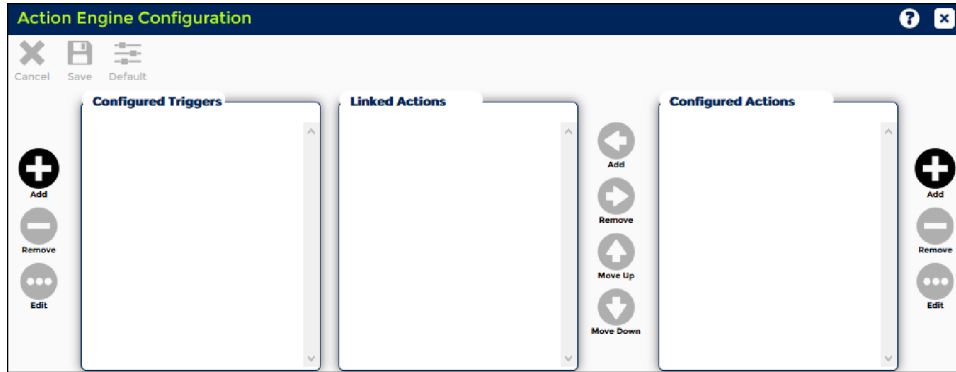 Action Engine Configuration
?
Cancel Save Default
Configured Triggers
Linked Actions
Configured Actions
Add
Remove
Edit
Add
Remove
Move Up
Move Down
Add
Remove
Edit